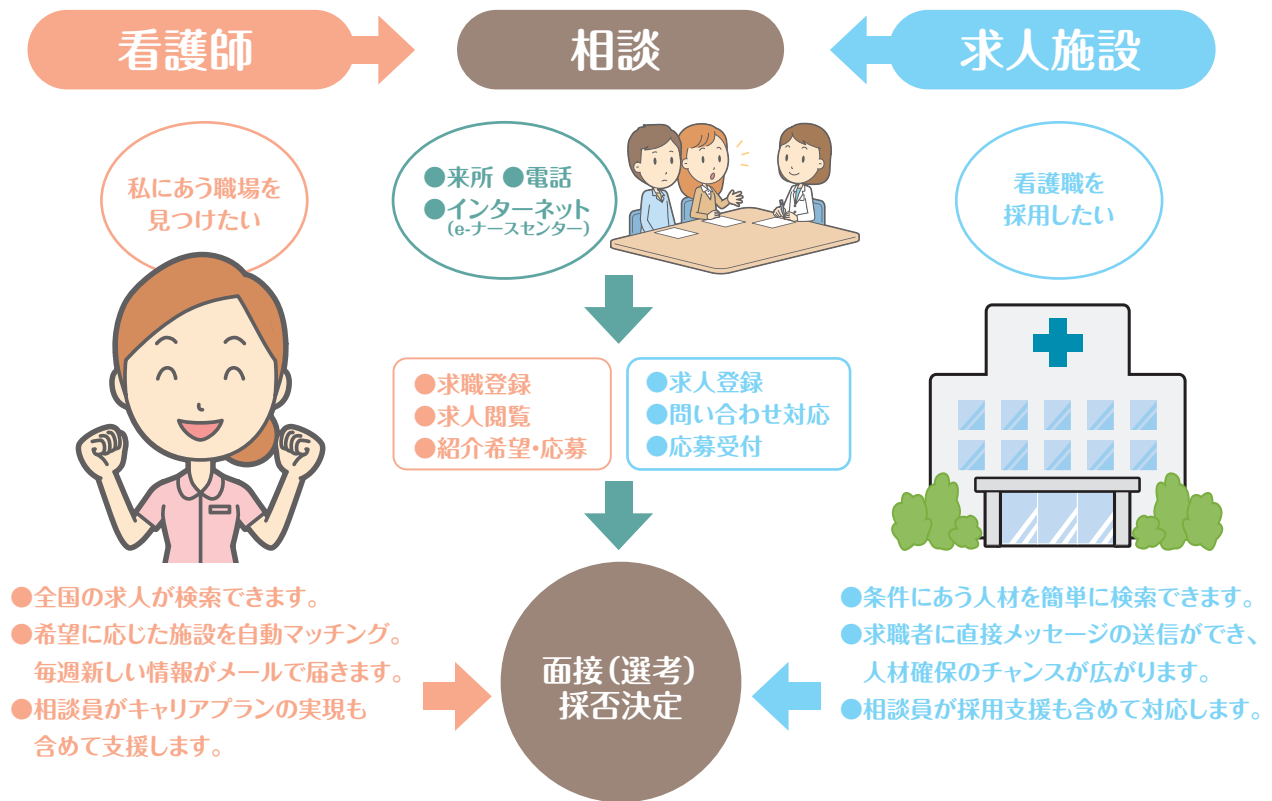 看護師
相談
求人施設
私にあう職場を
見つけたい
●来所 ●電話
●インターネット
(e-ナースセンター)
看護職を
採用したい
●求職登録
●求人閲覧
●紹介希望・応募
●求人登録
●問い合わせ対応
●応募受付
●全国の求人が検索できます。
●希望に応じた施設を自動マッチング。
毎週新しい情報がメールで届きます。
●相談員がキャリアプランの実現も
含めて支援します。
面接(選考)
採否決定
●条件にあう人材を簡単に検索できます。
●求職者に直接メッセージの送信ができ、
人材確保のチャンスが広がります。
●相談員が採用支援も含めて対応します。